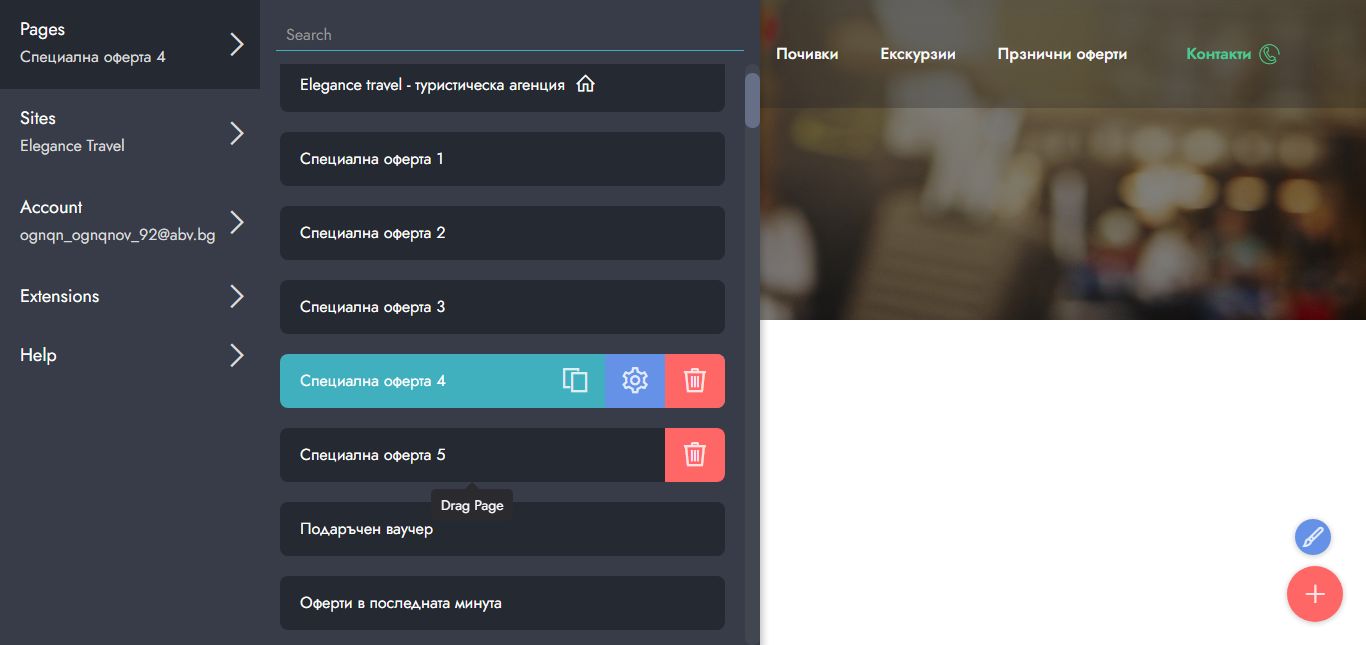 Pages
Специална оферта 4
Sites
Elegance Travel
Account
ognqn_ognqnov_92@abv.bg
Extensions
Help
Search
Elegance travel - туристическа агенция
Специална оферта 1
Специална оферта 2
Специална оферта 3
Специална оферта 4
Специална оферта 5
Drag Page
Подаръчен ваучер
Оферти в последната минута
Почивки
Екскурзии
Прзнични оферти
Контакти